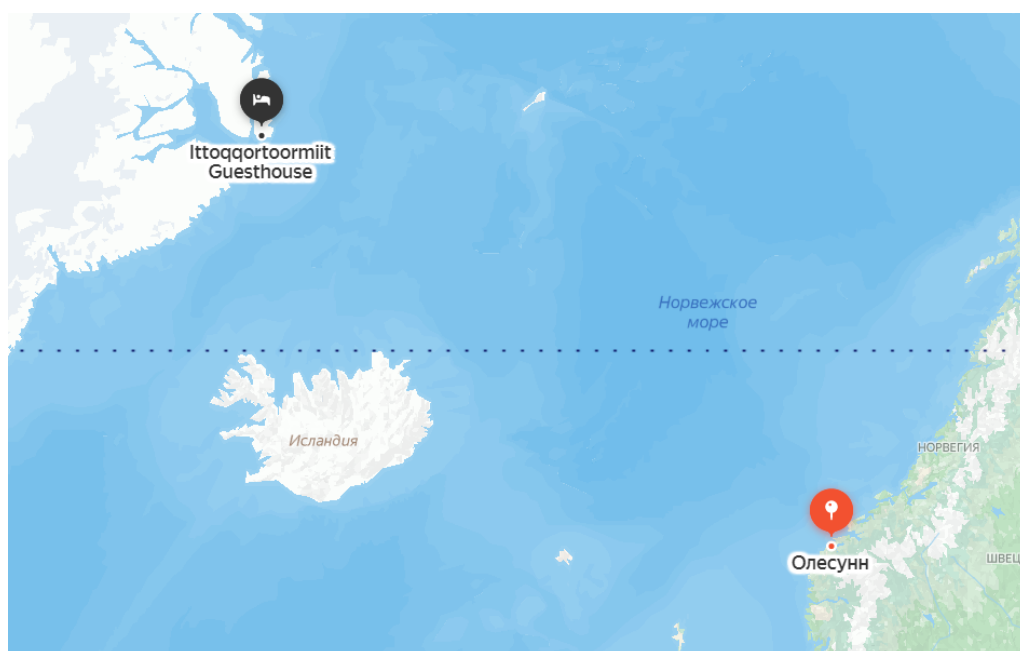 Ittoqqortoormiit
Guesthouse
Норвежское
море
Исландия
НОРВЕГИЯ
Олесунн
ШВЕЦ